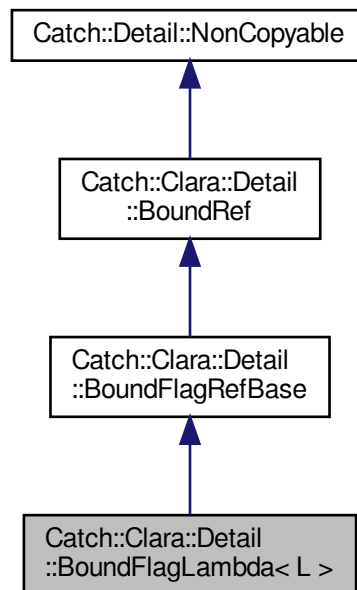 Catch::Detail::NonCopyable
Catch::Clara::Detail
::BoundRef
Catch::Clara::Detail
::BoundFlagRefBase
Catch::Clara::Detail
::BoundFlagLambda< L >